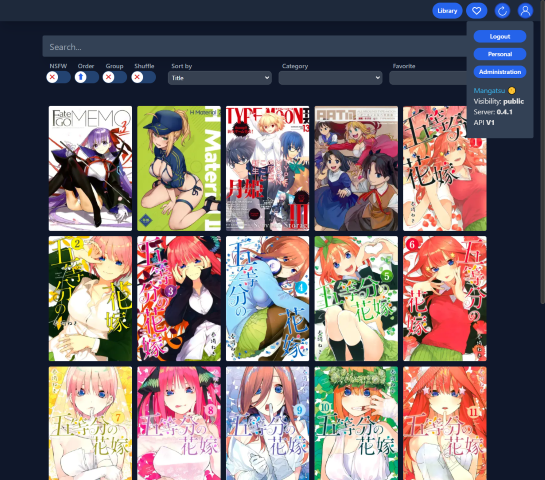 Library
Search...
NSFW
Order
Group
Shuffle
Sort by
Title
Category
Favorite
Logout
Personal
Administration
Mangatsu
Visibility: public
Server: 0.4.1
API V1
Fate/GO MEMO
2
H Material
Material
TYPE-MOON
月姫
五等分の花嫁
1
五等分の花嫁
2
五等分の花嫁
3
五等分の花嫁
4
五等分の花嫁
5
五等分の花嫁
6
五等分の花嫁
7
五等分の花嫁
8
五等分の花嫁
9
五等分の花嫁
10
五等分の花嫁
11